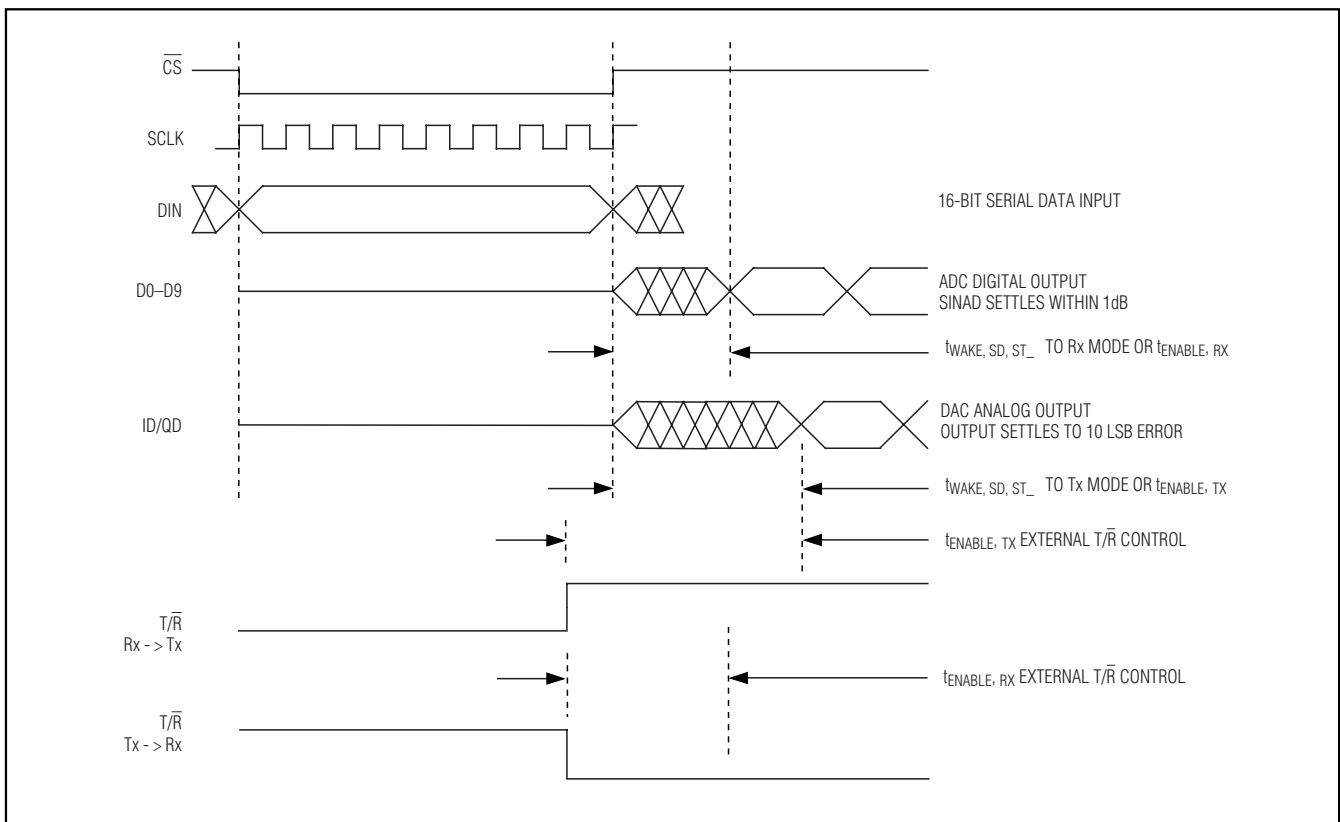 C̅S̅
SCLK
DIN
16-BIT SERIAL DATA INPUT
D0–D9
ADC DIGITAL OUTPUT
SINAD SETTLES WITHIN 1dB
tWAKE, SD, ST_ TO Rx MODE OR tENABLE, RX
ID/QD
DAC ANALOG OUTPUT
OUTPUT SETTLES TO 10 LSB ERROR
tWAKE, SD, ST_ TO Tx MODE OR tENABLE, TX
tENABLE, TX EXTERNAL T/R̅ CONTROL
T/R̅
Rx - > Tx
tENABLE, RX EXTERNAL T/R̅ CONTROL
T/R̅
Tx - > Rx